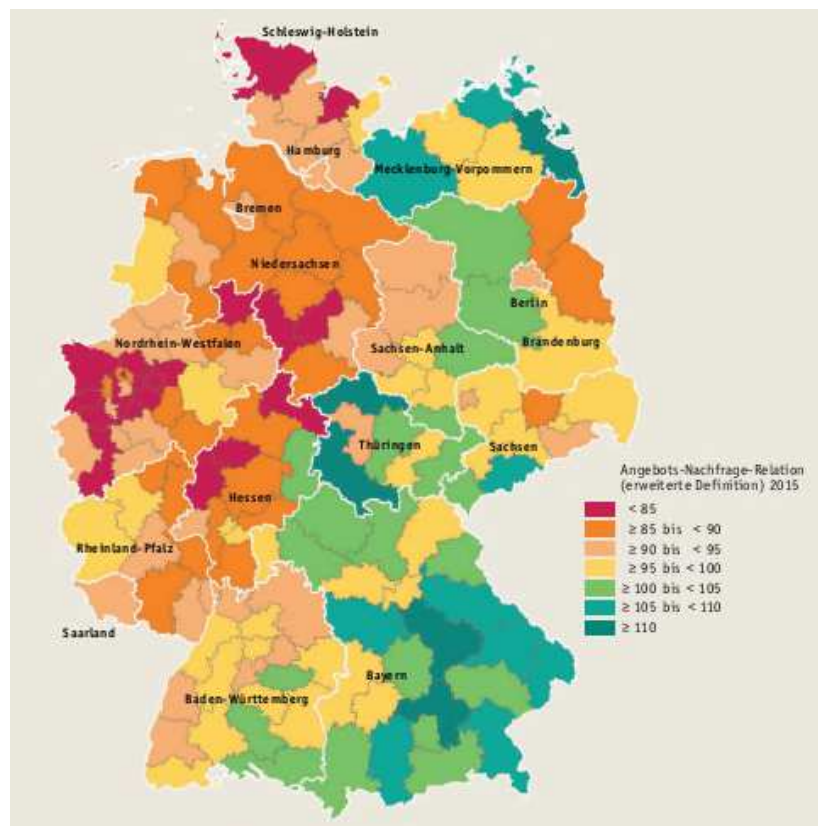 Schleswig-Holstein
Hamburg
Mecklenburg-Vorpommern
Bremen
Niedersachsen
Berlin
Brandenburg
Nordrhein-Westfalen
Sachsen-Anhalt
Thüringen
Sachsen
Hessen
Rheinland-Pfalz
Saarland
Bayern
Baden-Württemberg
Angebots-Nachfrage-Relation
(erweiterte Definition) 2015
< 85
≥ 85 bis < 90
≥ 90 bis < 95
≥ 95 bis < 100
≥ 100 bis < 105
≥ 105 bis < 110
≥ 110